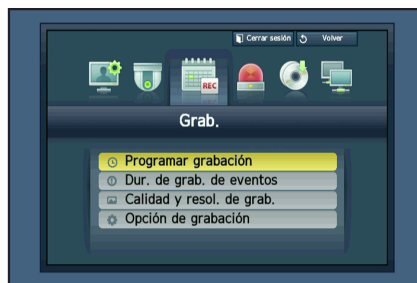 Cerrar sesión Volver
REC
Grab.
Programar grabación
Dur. de grab. de eventos
Calidad y resol. de grab.
Opción de grabación